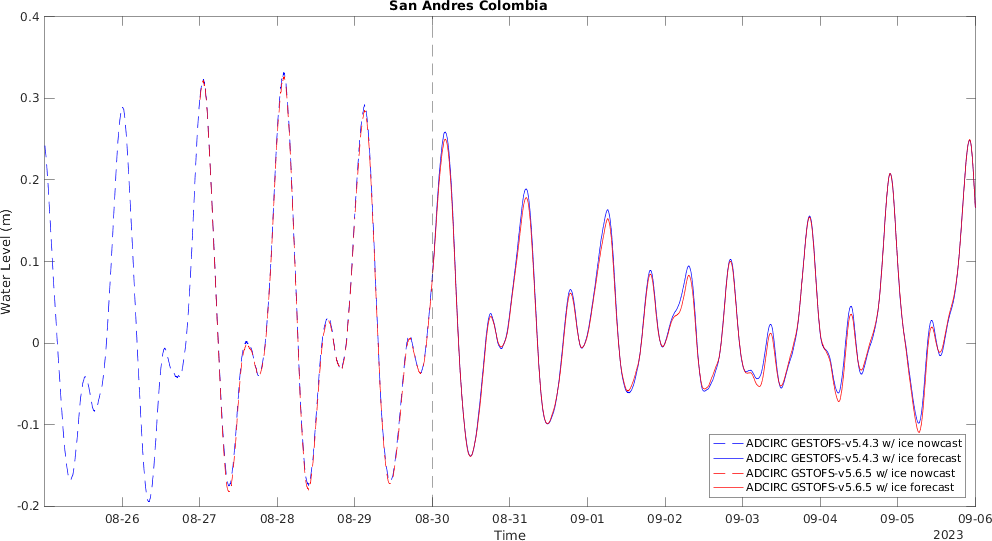 San Andres Colombia
0.4
0.3
0.2
0.1
0
-0.1
-0.2
Water Level (m)
ADCIRC GESTOFS-v5.4.3 w/ ice nowcast
ADCIRC GESTOFS-v5.4.3 w/ ice forecast
ADCIRC GSTOFS-v5.6.5 w/ ice nowcast
ADCIRC GSTOFS-v5.6.5 w/ ice forecast
08-26 08-27 08-28 08-29 08-30 08-31 09-01 09-02 09-03 09-04 09-05 09-06
Time
2023